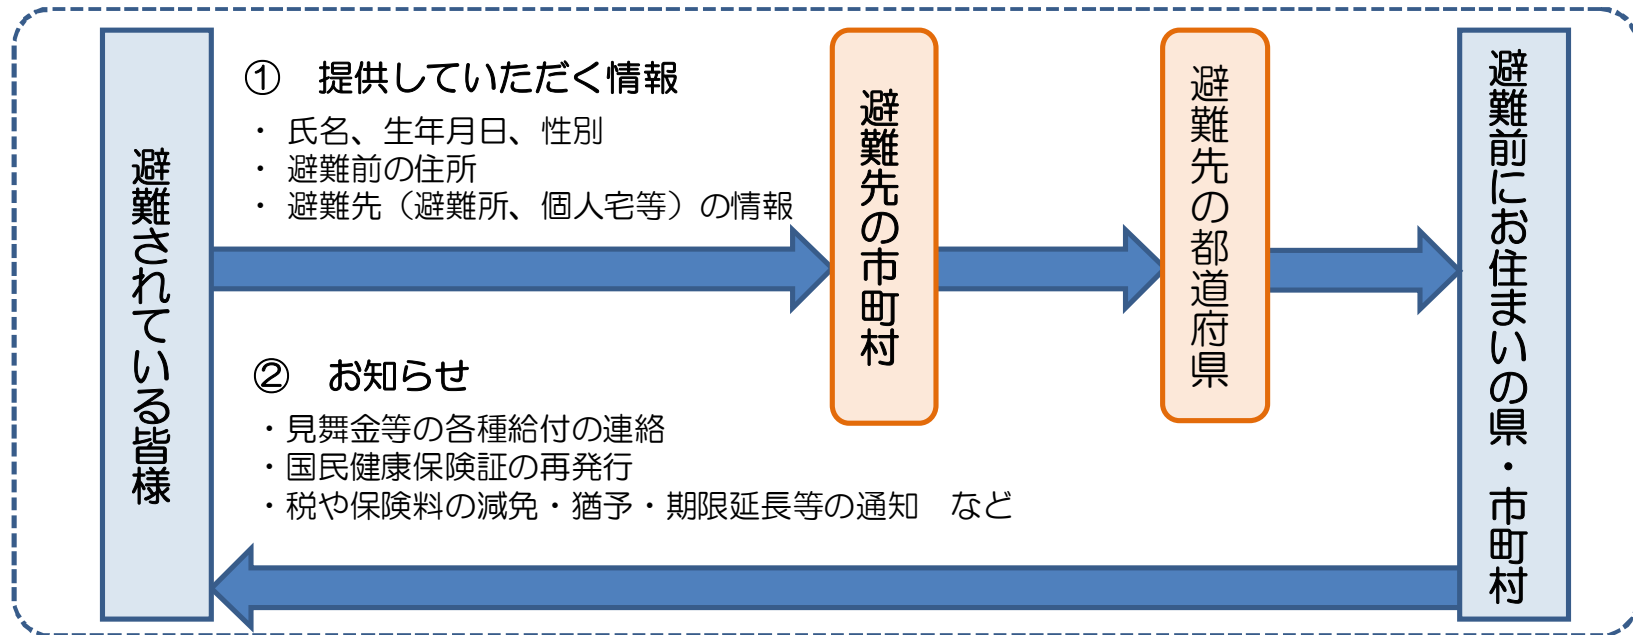 避難されている皆様
①　提供していただく情報
・ 氏名、生年月日、性別
・ 避難前の住所
・ 避難先（避難所、個人宅等）の情報
避難先の市町村
避難先の都道府県
避難前にお住まいの県・市町村
②　お知らせ
・見舞金等の各種給付の連絡
・国民健康保険証の再発行
・税や保険料の減免・猶予・期限延長等の通知　など